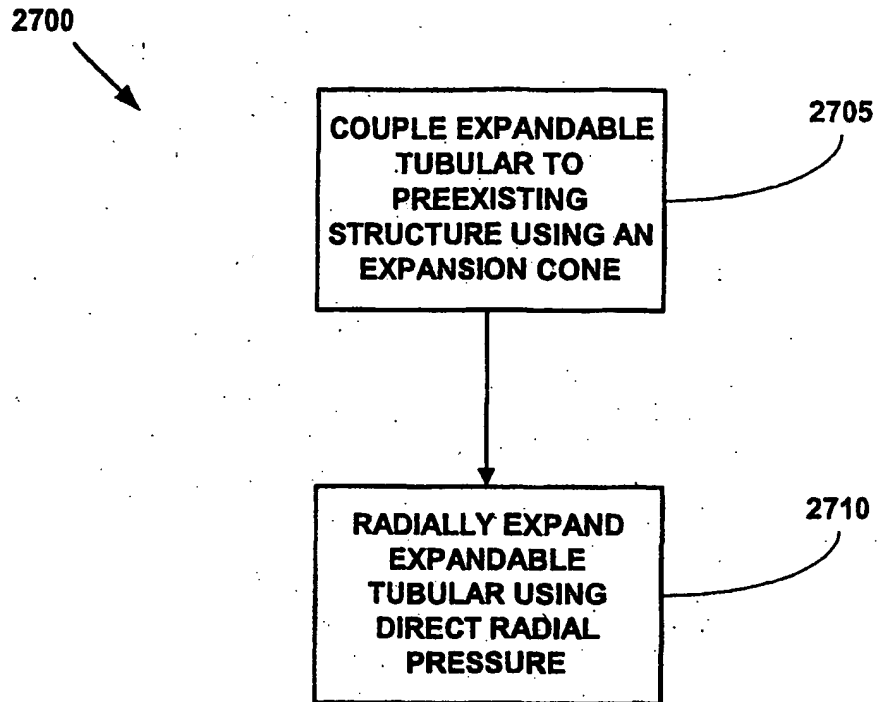 2700
COUPLE EXPANDABLE
TUBULAR TO
PREEXISTING
STRUCTURE USING AN
EXPANSION CONE
2705
RADIALLY EXPAND
EXPANDABLE
TUBULAR USING
DIRECT RADIAL
PRESSURE
2710